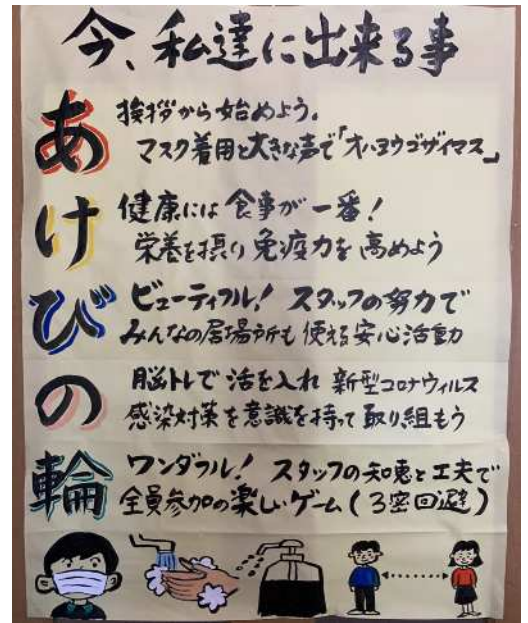 今、私達に出来る事
あ 挨拶から始めよう。
マスク着用と大きな声で「オハヨウゴザイマス」
け 健康には食事が一番!
栄養を摂り免疫力を高めよう
び ビューティフル! スタッフの努力で
みんなの居場所も使える安心活動
の 脳トレで活を入れ 新型コロナウィルス
感染対策を意識を持って取り組もう
輪 ワンダフル! スタッフの知恵と工夫で
全員参加の楽しいゲーム(3密回避)